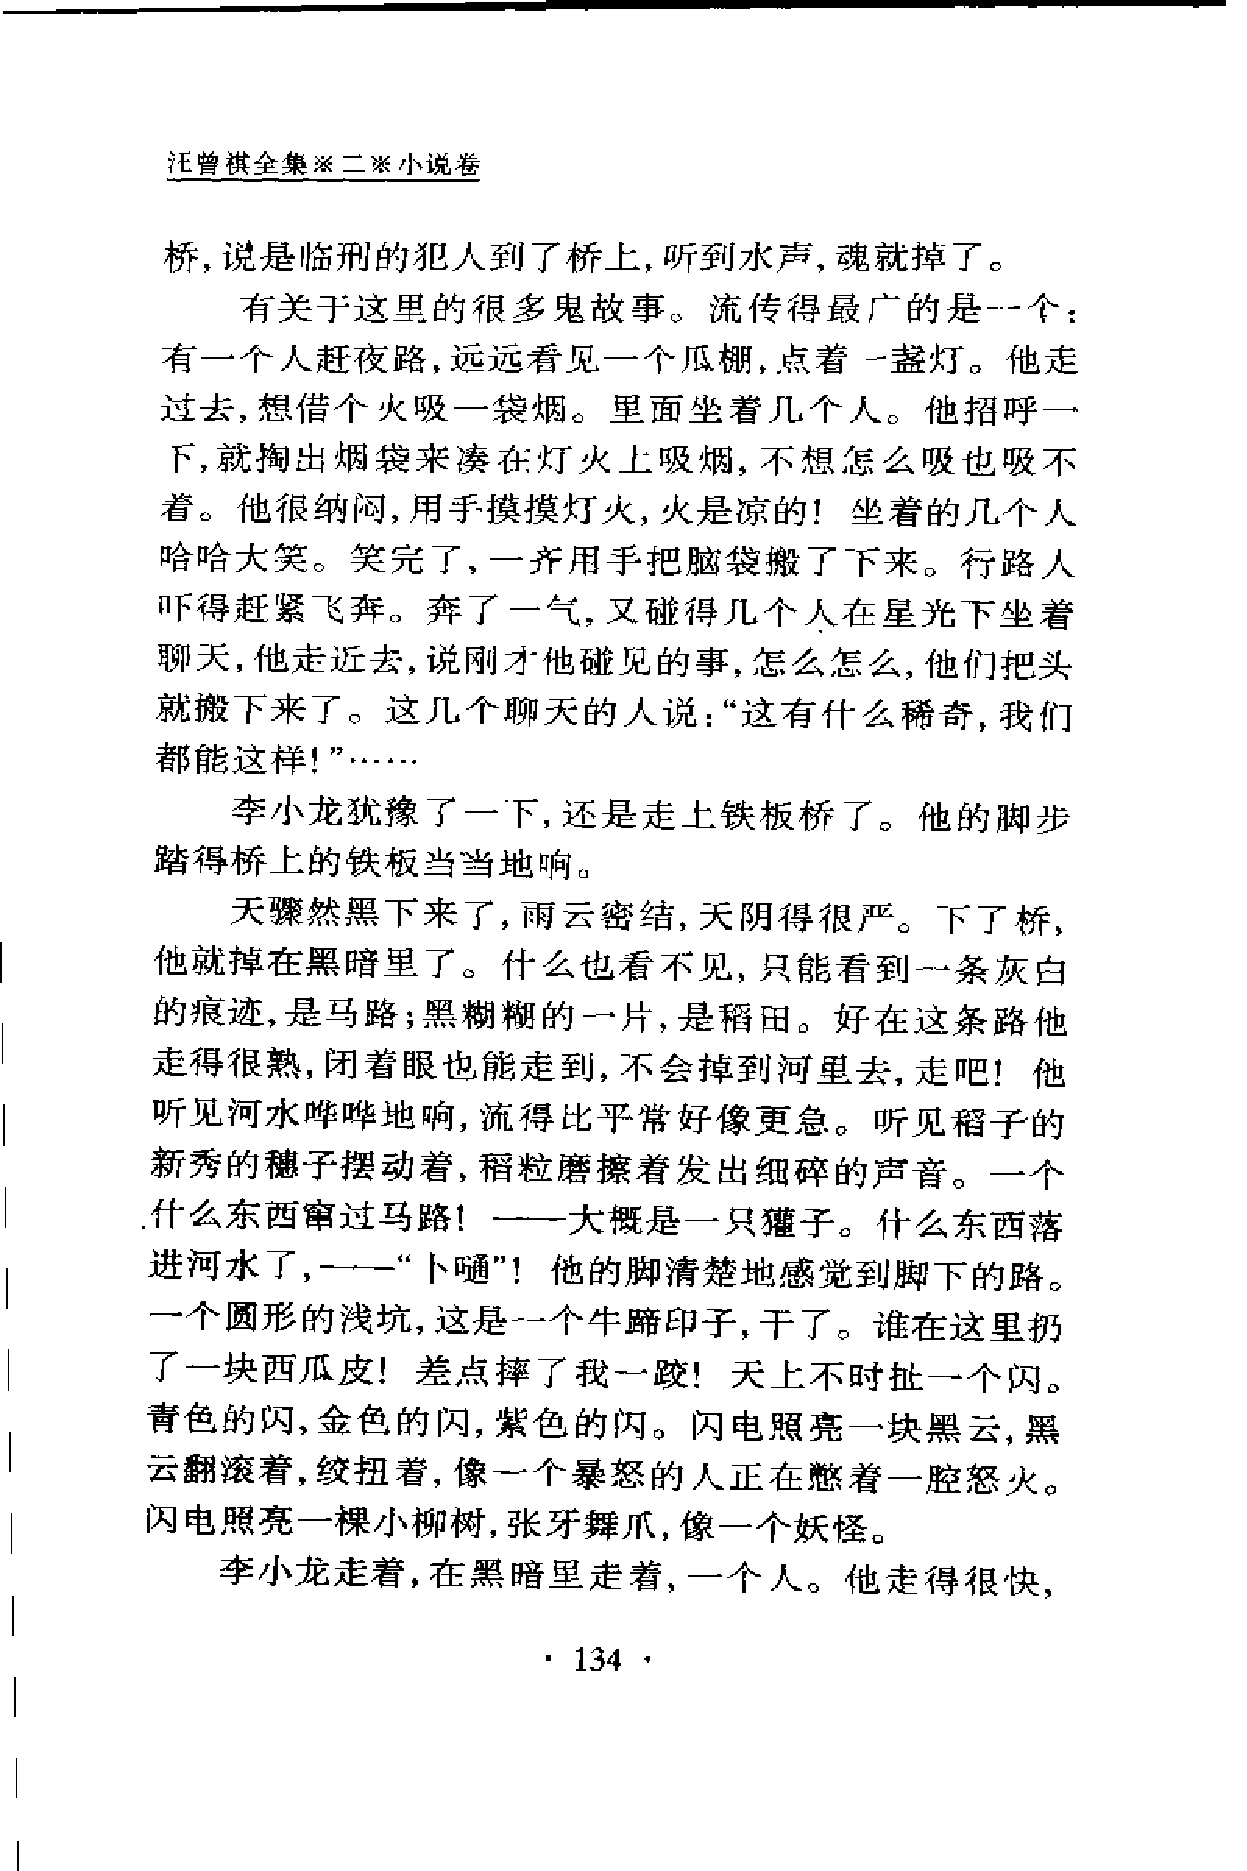 汪曾祺全集※二※小说卷
桥,说是临刑的犯人到了桥上,听到水声,魂就掉了。
有关于这里的很多鬼故事。流传得最广的是一个:
有一个人赶夜路,远远看见一个瓜棚,点着一盏灯。他走
过去,想借个火吸一袋烟。里面坐着几个人。他招呼一
下,就掏出烟袋来凑在灯火上吸烟,不想怎么吸也吸不
着。他很纳闷,用手摸摸灯火,火是凉的!坐着的几个人
哈哈大笑。笑完了,一齐用手把脑袋搬了下来。行路人
吓得赶紧飞奔。奔了一气,又碰得几个人在星光下坐着
聊天,他走近去,说刚才他碰见的事,怎么怎么,他们把头
就搬下来了。这几个聊天的人说:“这有什么稀奇,我们
都能这样!”……
李小龙犹豫了一下,还是走上铁板桥了。他的脚步
踏得桥上的铁板当当地响。
天骤然黑下来了,雨云密结,天阴得很严。下了桥,
他就掉在黑暗里了。什么也看不见,只能看到一条灰白
的痕迹,是马路;黑糊糊的一片,是稻田。好在这条路他
走得很熟,闭着眼也能走到,不会掉到河里去,走吧!他
听见河水哗哗地响,流得比平常好像更急。听见稻子的
新秀的穗子摆动着,稻粒磨擦着发出细碎的声音。一个
什么东西窜过马路!——大概是一只獾子。什么东西落
进河水了,——“卜嗵”!他的脚清楚地感觉到脚下的路。
一个圆形的浅坑,这是一个牛蹄印子,干了。谁在这里扔
了一块西瓜皮!差点摔了我一跤!天上不时扯一个闪。
青色的闪,金色的闪,紫色的闪。闪电照亮一块黑云,黑
云翻滚着,绞扭着,像一个暴怒的人正在憋着一腔怒火。
闪电照亮一棵小柳树,张牙舞爪,像一个妖怪。
李小龙走着,在黑暗里走着,一个人。他走得很快,
· 134 ·